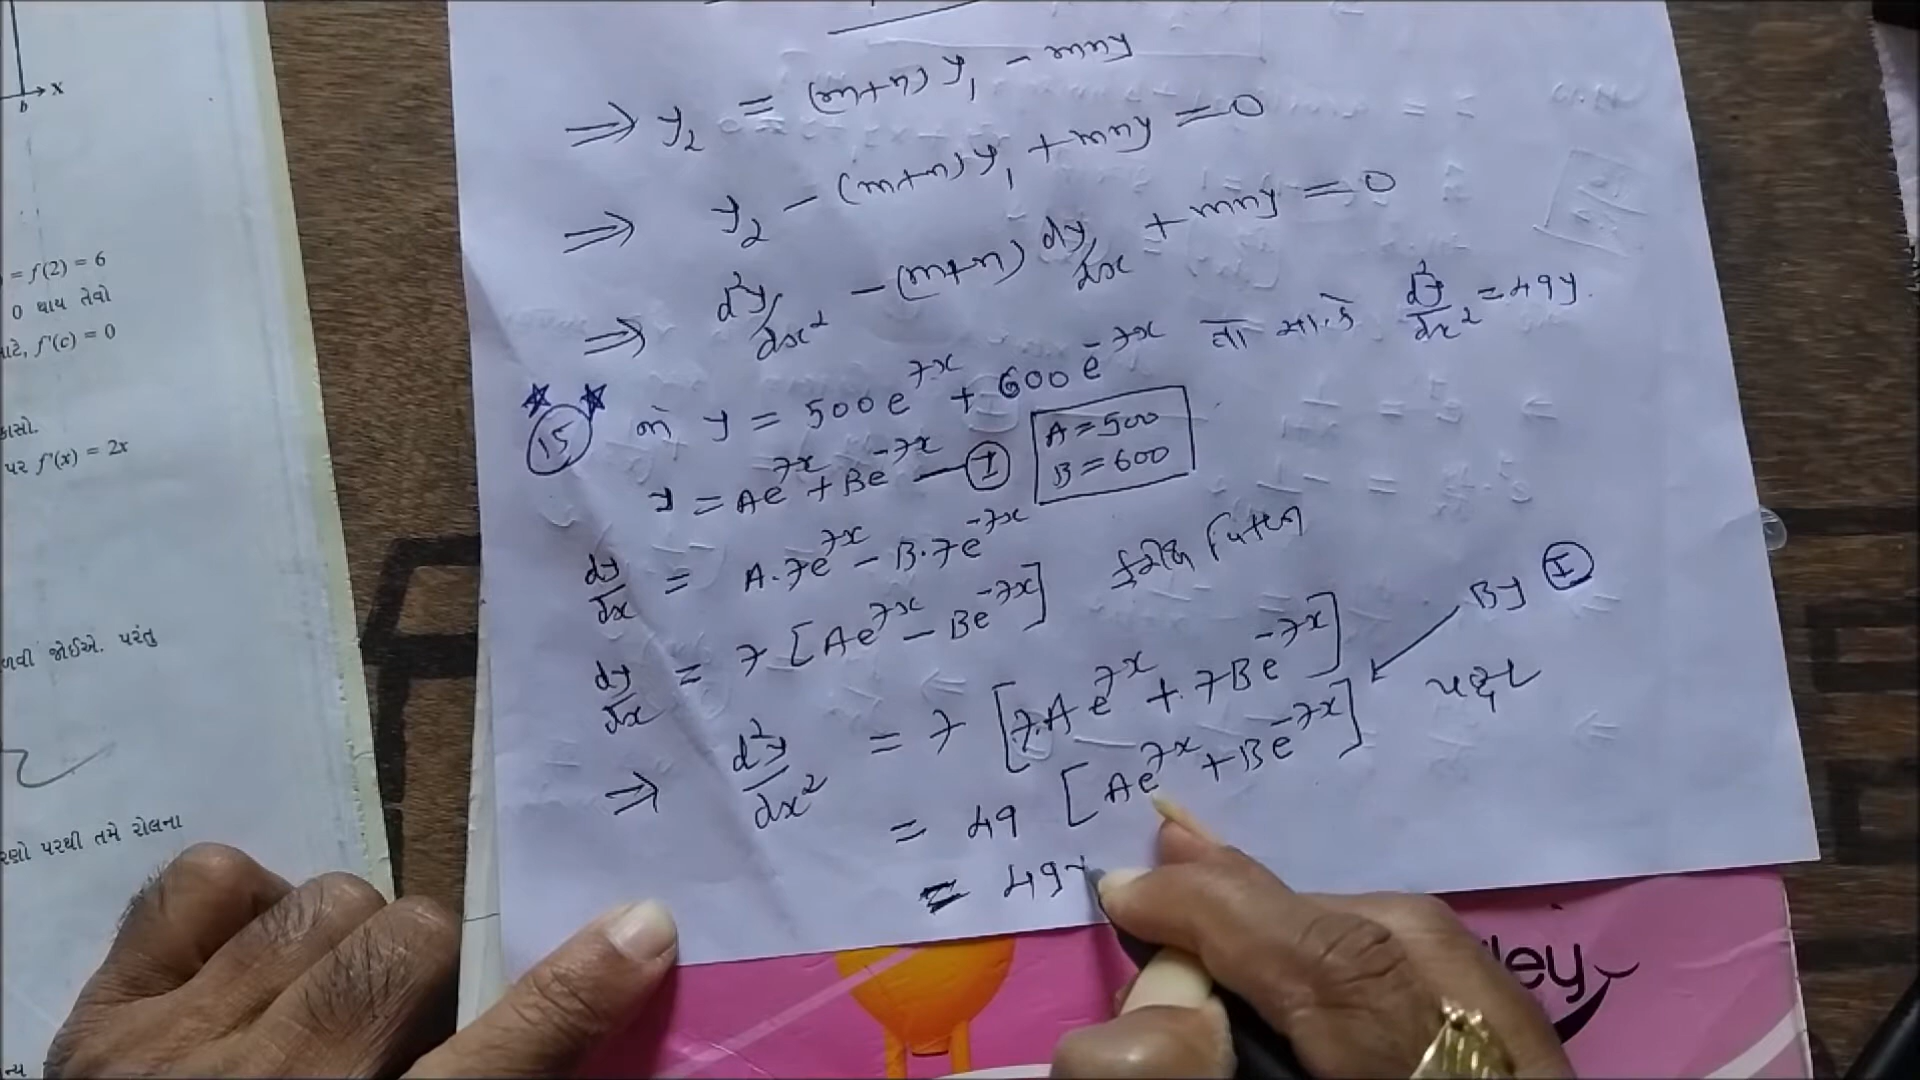 b
X
= f(2) = 6
0 થાય તેવો
માટે, f'(c) = 0
પર f'(x) = 2x
જોઈએ. પરંતુ
પરથી તમે રોલના
⇒ y₂ = (m+n) y₁ - mny
⇒ y₂ - (m+n) y₁ + mny = 0
⇒ d²y/dx² - (m+n) dy/dx + mny = 0
15 જો y = 500e^7x + 600e^-7x તો d²y/dx² = 49y.
y = Ae^7x + Be^-7x — I
A = 500
B = 600
dy/dx = A·7e^7x - B·7e^-7x
dy/dx = 7 [Ae^7x - Be^-7x]
⇒ d²y/dx² = 7 [7·Ae^7x + 7Be^-7x]
By I
= 49 [Ae^7x + Be^-7x]
= 49y
ley